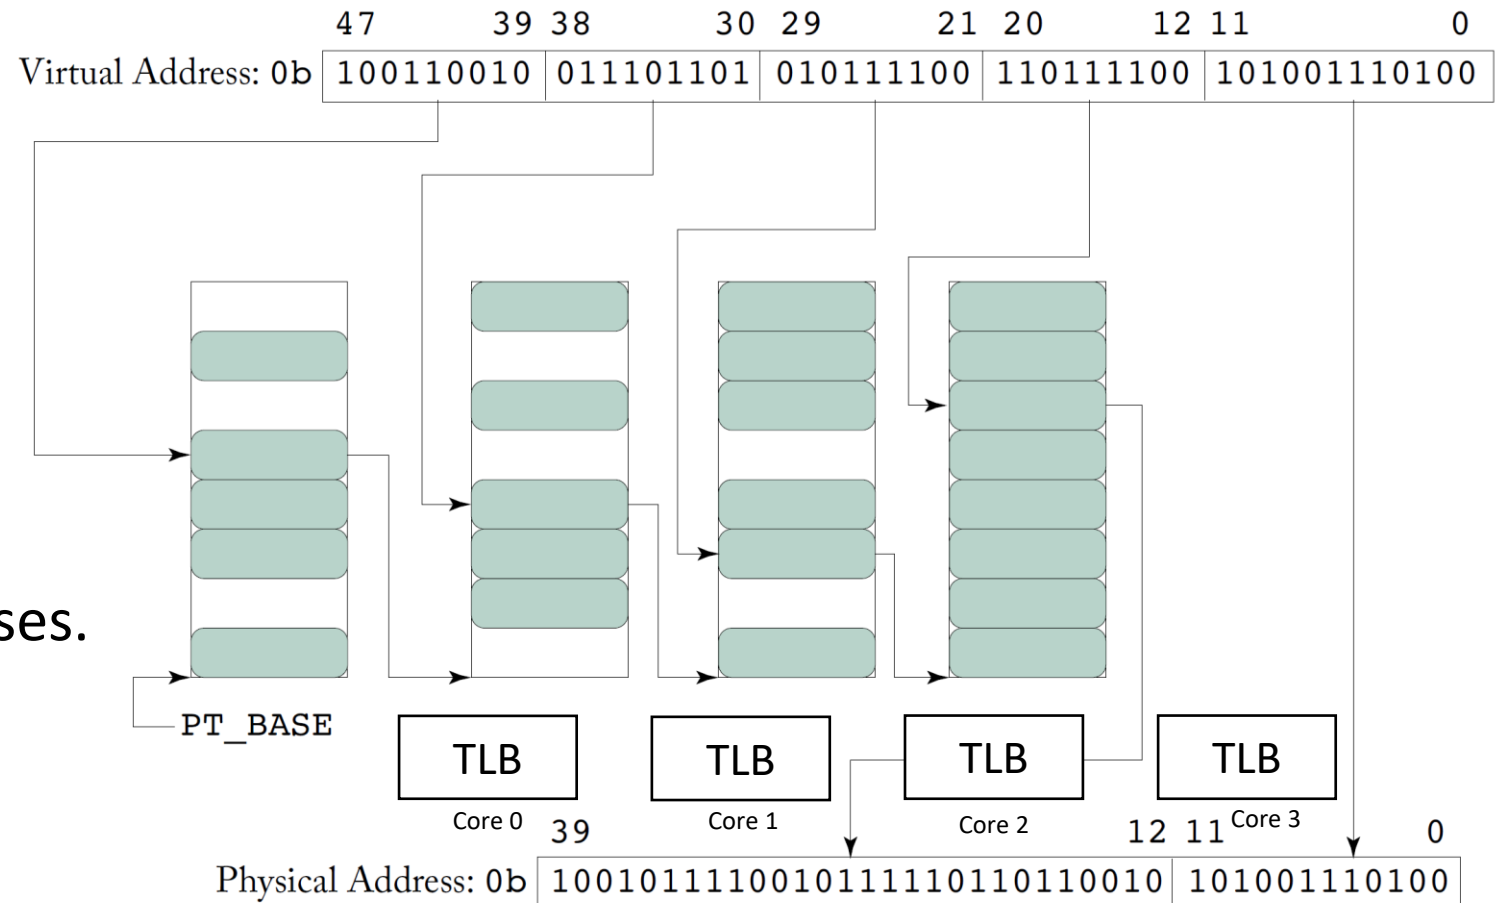 47 39 38 30 29 21 20 12 11 0
Virtual Address: 0b 100110010 011101101 010111100 110111100 101001110100
ses.
PT_BASE
TLB TLB TLB TLB
Core 0 Core 1 Core 2 Core 3
39 12 11 0
Physical Address: 0b 1001011110010111110110110010 101001110100